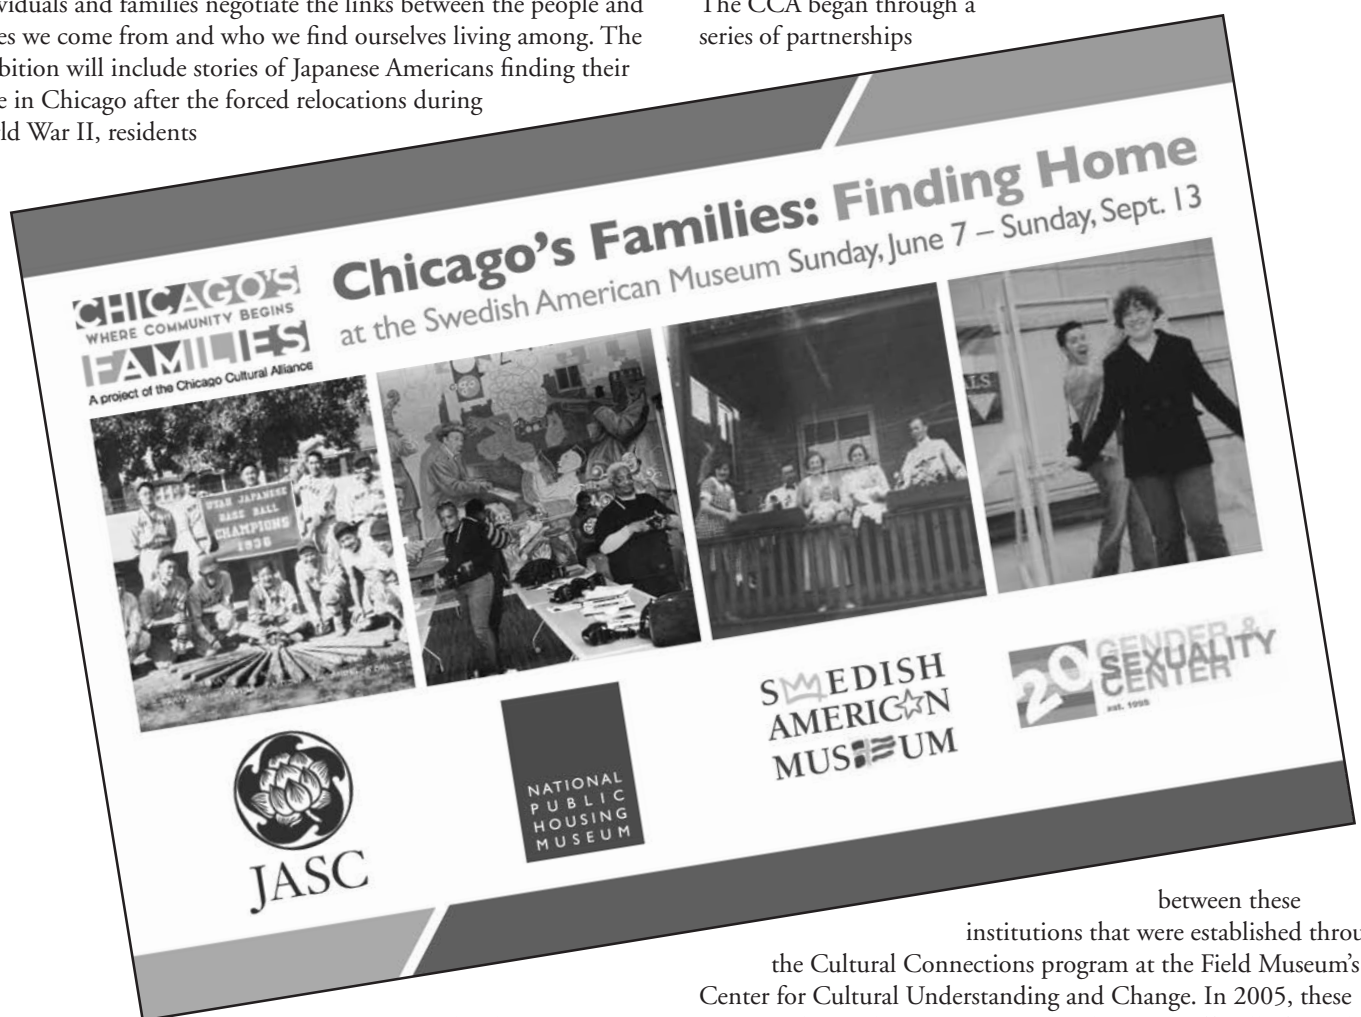 viduals and families negotiate the links between the people and
es we come from and who we find ourselves living among. The
bition will include stories of Japanese Americans finding their
e in Chicago after the forced relocations during
ld War II, residents
The CCA began through a
series of partnerships
Chicago's Families: Finding Home
at the Swedish American Museum Sunday, June 7 – Sunday, Sept. 13
CHICAGO'S
WHERE COMMUNITY BEGINS
FAMILIES
A project of the Chicago Cultural Alliance
UTAH JAPANESE
BASE BALL
CHAMPIONS
1938
ALS
JASC
NATIONAL
PUBLIC
HOUSING
MUSEUM
SWEDISH
AMERICAN
MUSEUM
20
GENDER &
SEXUALITY
CENTER
est. 1995
between these
institutions that were established throu
the Cultural Connections program at the Field Museum's
Center for Cultural Understanding and Change. In 2005, these